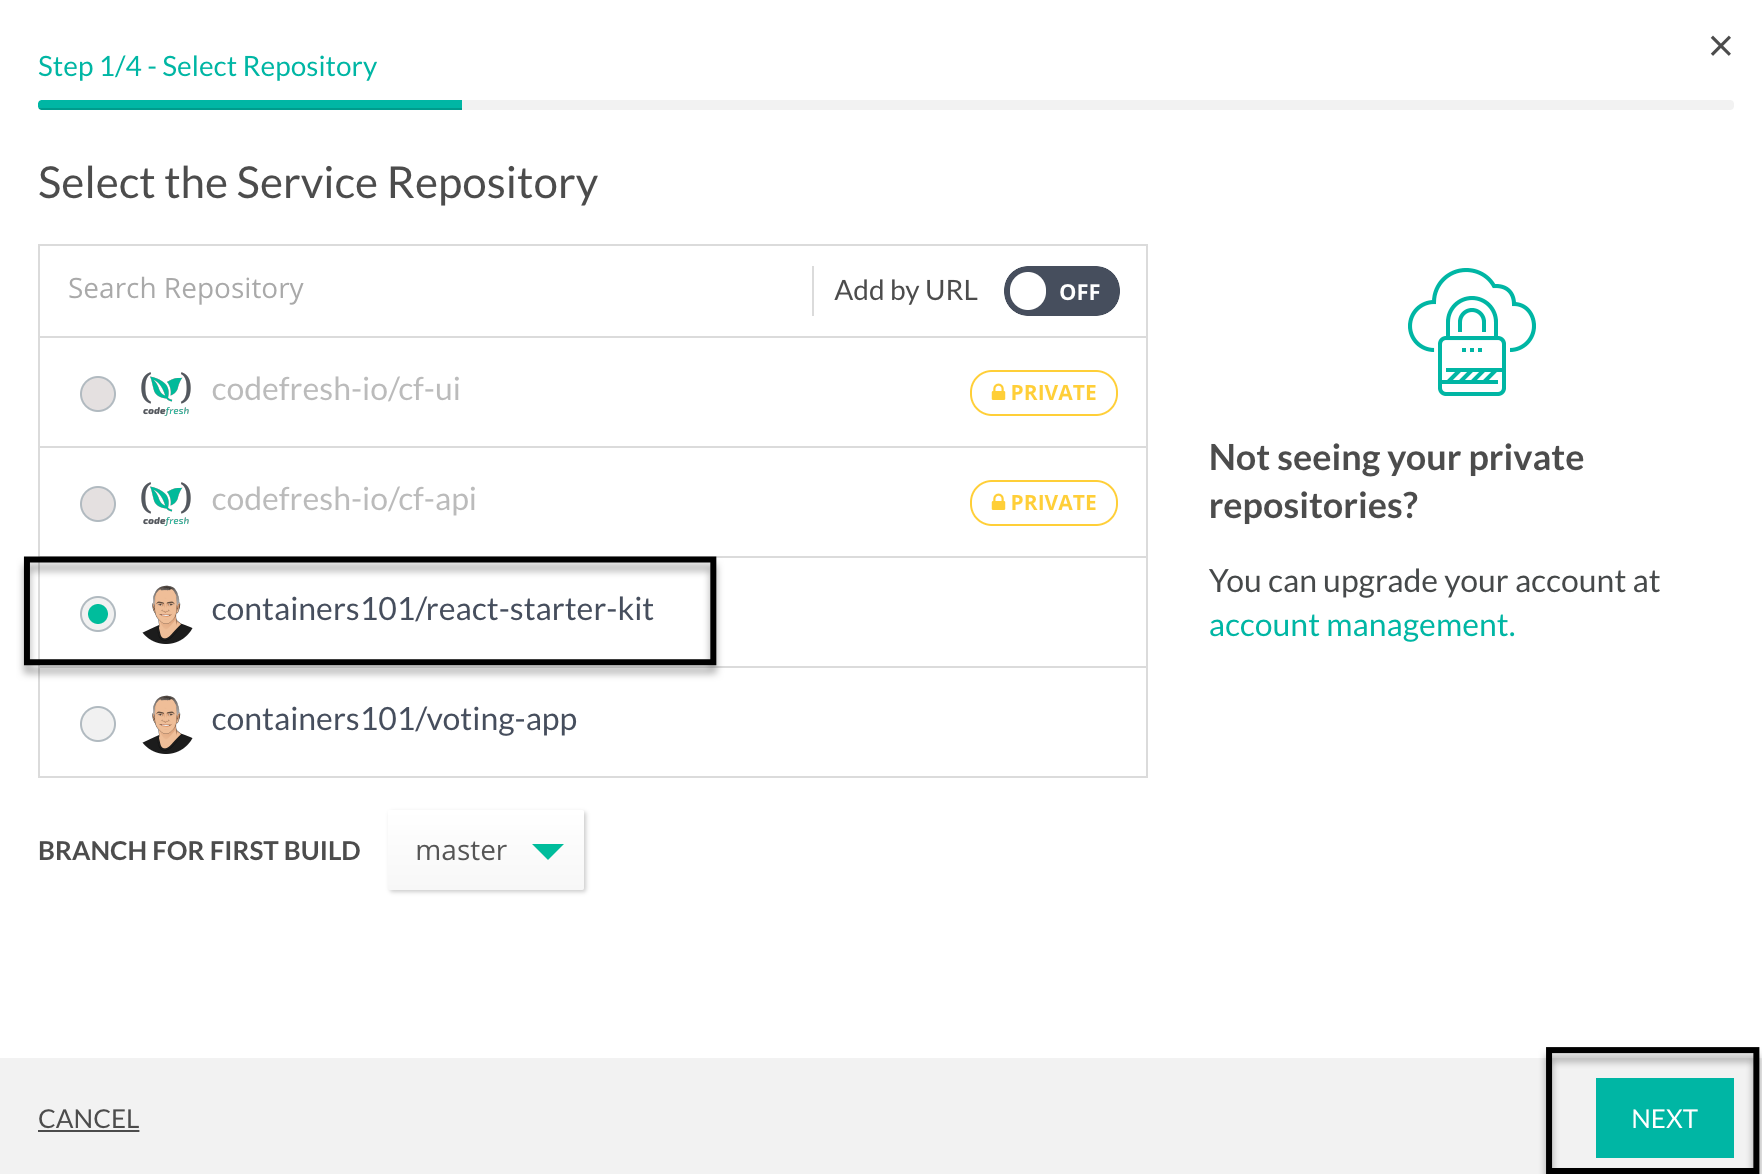 Step 1/4 - Select Repository
Select the Service Repository
Search Repository
Add by URL
OFF
codefresh
codefresh-io/cf-ui
PRIVATE
codefresh
codefresh-io/cf-api
PRIVATE
containers101/react-starter-kit
containers101/voting-app
BRANCH FOR FIRST BUILD
master
Not seeing your private
repositories?
You can upgrade your account at
account management.
CANCEL
NEXT